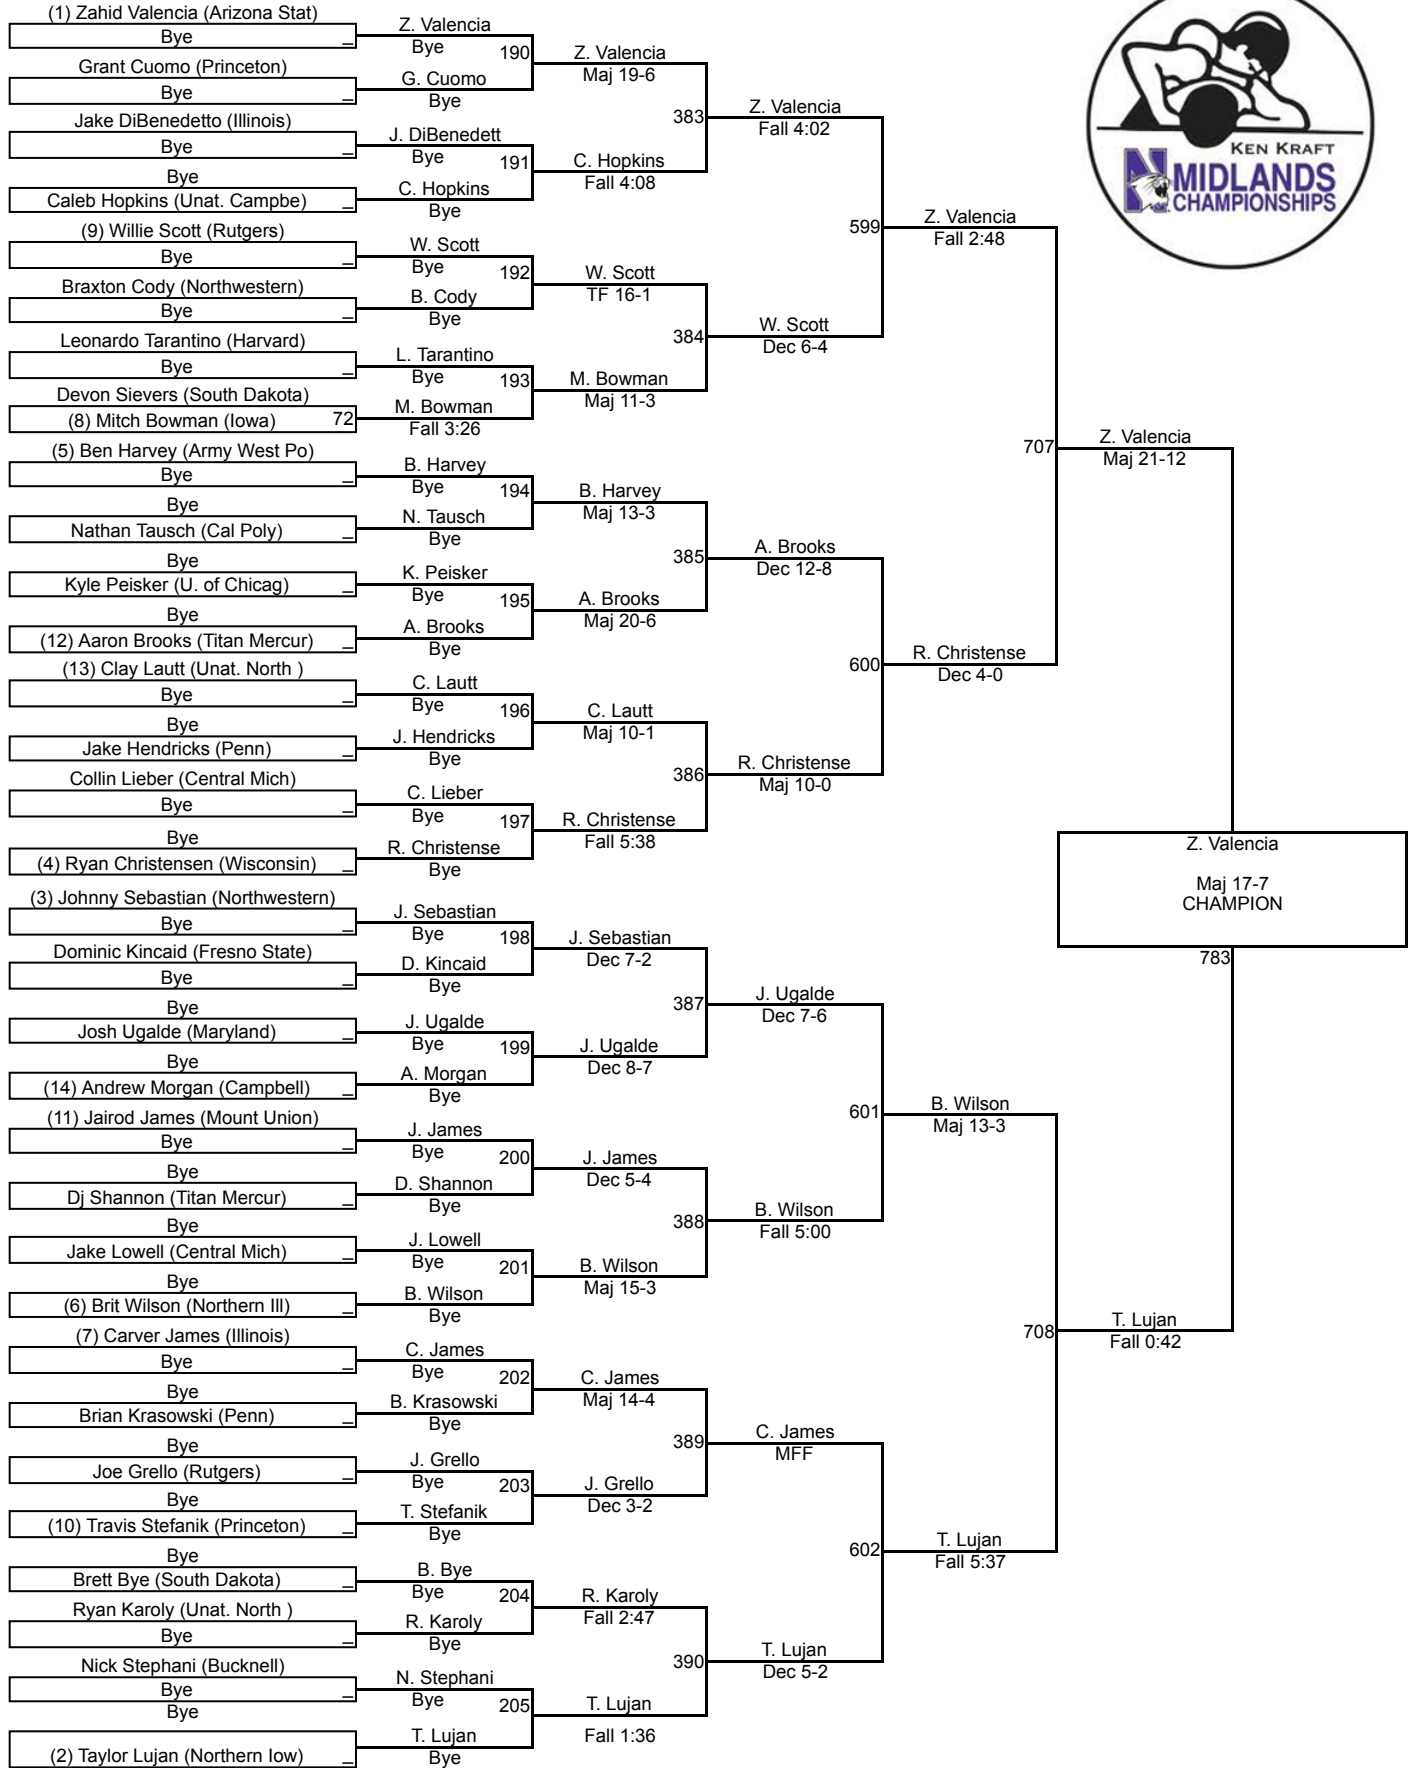 (1) Zahid Valencia (Arizona Stat)
Bye _
Grant Cuomo (Princeton)
Bye _
Jake DiBenedetto (Illinois)
Bye _
Bye
Caleb Hopkins (Unat. Campbe) _
(9) Willie Scott (Rutgers)
Bye _
Braxton Cody (Northwestern)
Bye _
Leonardo Tarantino (Harvard)
Bye _
Devon Sievers (South Dakota)
(8) Mitch Bowman (Iowa) 72
(5) Ben Harvey (Army West Po)
Bye _
Bye
Nathan Tausch (Cal Poly) _
Bye
Kyle Peisker (U. of Chicag) _
Bye
(12) Aaron Brooks (Titan Mercur) _
(13) Clay Lautt (Unat. North )
Bye _
Bye
Jake Hendricks (Penn) _
Collin Lieber (Central Mich)
Bye _
Bye
(4) Ryan Christensen (Wisconsin) _
(3) Johnny Sebastian (Northwestern)
Bye _
Dominic Kincaid (Fresno State)
Bye _
Bye
Josh Ugalde (Maryland) _
Bye
(14) Andrew Morgan (Campbell) _
(11) Jairod James (Mount Union)
Bye _
Bye
Dj Shannon (Titan Mercur) _
Bye
Jake Lowell (Central Mich) _
Bye
(6) Brit Wilson (Northern Ill) _
(7) Carver James (Illinois)
Bye _
Bye
Brian Krasowski (Penn) _
Bye
Joe Grello (Rutgers) _
Bye
(10) Travis Stefanik (Princeton) _
Bye
Brett Bye (South Dakota) _
Ryan Karoly (Unat. North )
Bye _
Nick Stephani (Bucknell)
Bye _
Bye
(2) Taylor Lujan (Northern Iow) _
Z. Valencia
Bye 190
G. Cuomo
Bye
J. DiBenedett
Bye 191
C. Hopkins
Bye
W. Scott
Bye 192
B. Cody
Bye
L. Tarantino
Bye 193
M. Bowman
Fall 3:26
B. Harvey
Bye 194
N. Tausch
Bye
K. Peisker
Bye 195
A. Brooks
Bye
C. Lautt
Bye 196
J. Hendricks
Bye
C. Lieber
Bye 197
R. Christense
Bye
J. Sebastian
Bye 198
D. Kincaid
Bye
J. Ugalde
Bye 199
A. Morgan
Bye
J. James
Bye 200
D. Shannon
Bye
J. Lowell
Bye 201
B. Wilson
Bye
C. James
Bye 202
B. Krasowski
Bye
J. Grello
Bye 203
T. Stefanik
Bye
B. Bye
Bye 204
R. Karoly
Bye
N. Stephani
Bye 205
T. Lujan
Bye
Z. Valencia
Maj 19-6
383
C. Hopkins
Fall 4:08
W. Scott
TF 16-1
384
M. Bowman
Maj 11-3
B. Harvey
Maj 13-3
385
A. Brooks
Maj 20-6
C. Lautt
Maj 10-1
386
R. Christense
Fall 5:38
J. Sebastian
Dec 7-2
387
J. Ugalde
Dec 8-7
J. James
Dec 5-4
388
B. Wilson
Maj 15-3
C. James
Maj 14-4
389
J. Grello
Dec 3-2
R. Karoly
Fall 2:47
390
T. Lujan
Fall 1:36
Z. Valencia
Fall 4:02
599
W. Scott
Dec 6-4
A. Brooks
Dec 12-8
600
R. Christense
Maj 10-0
J. Ugalde
Dec 7-6
601
B. Wilson
Fall 5:00
C. James
MFF
602
T. Lujan
Dec 5-2
Z. Valencia
Fall 2:48
707
R. Christense
Dec 4-0
B. Wilson
Maj 13-3
708
T. Lujan
Fall 5:37
Z. Valencia
Maj 21-12
Z. Valencia
Maj 17-7
CHAMPION
783
T. Lujan
Fall 0:42
KEN KRAFT
N MIDLANDS
CHAMPIONSHIPS